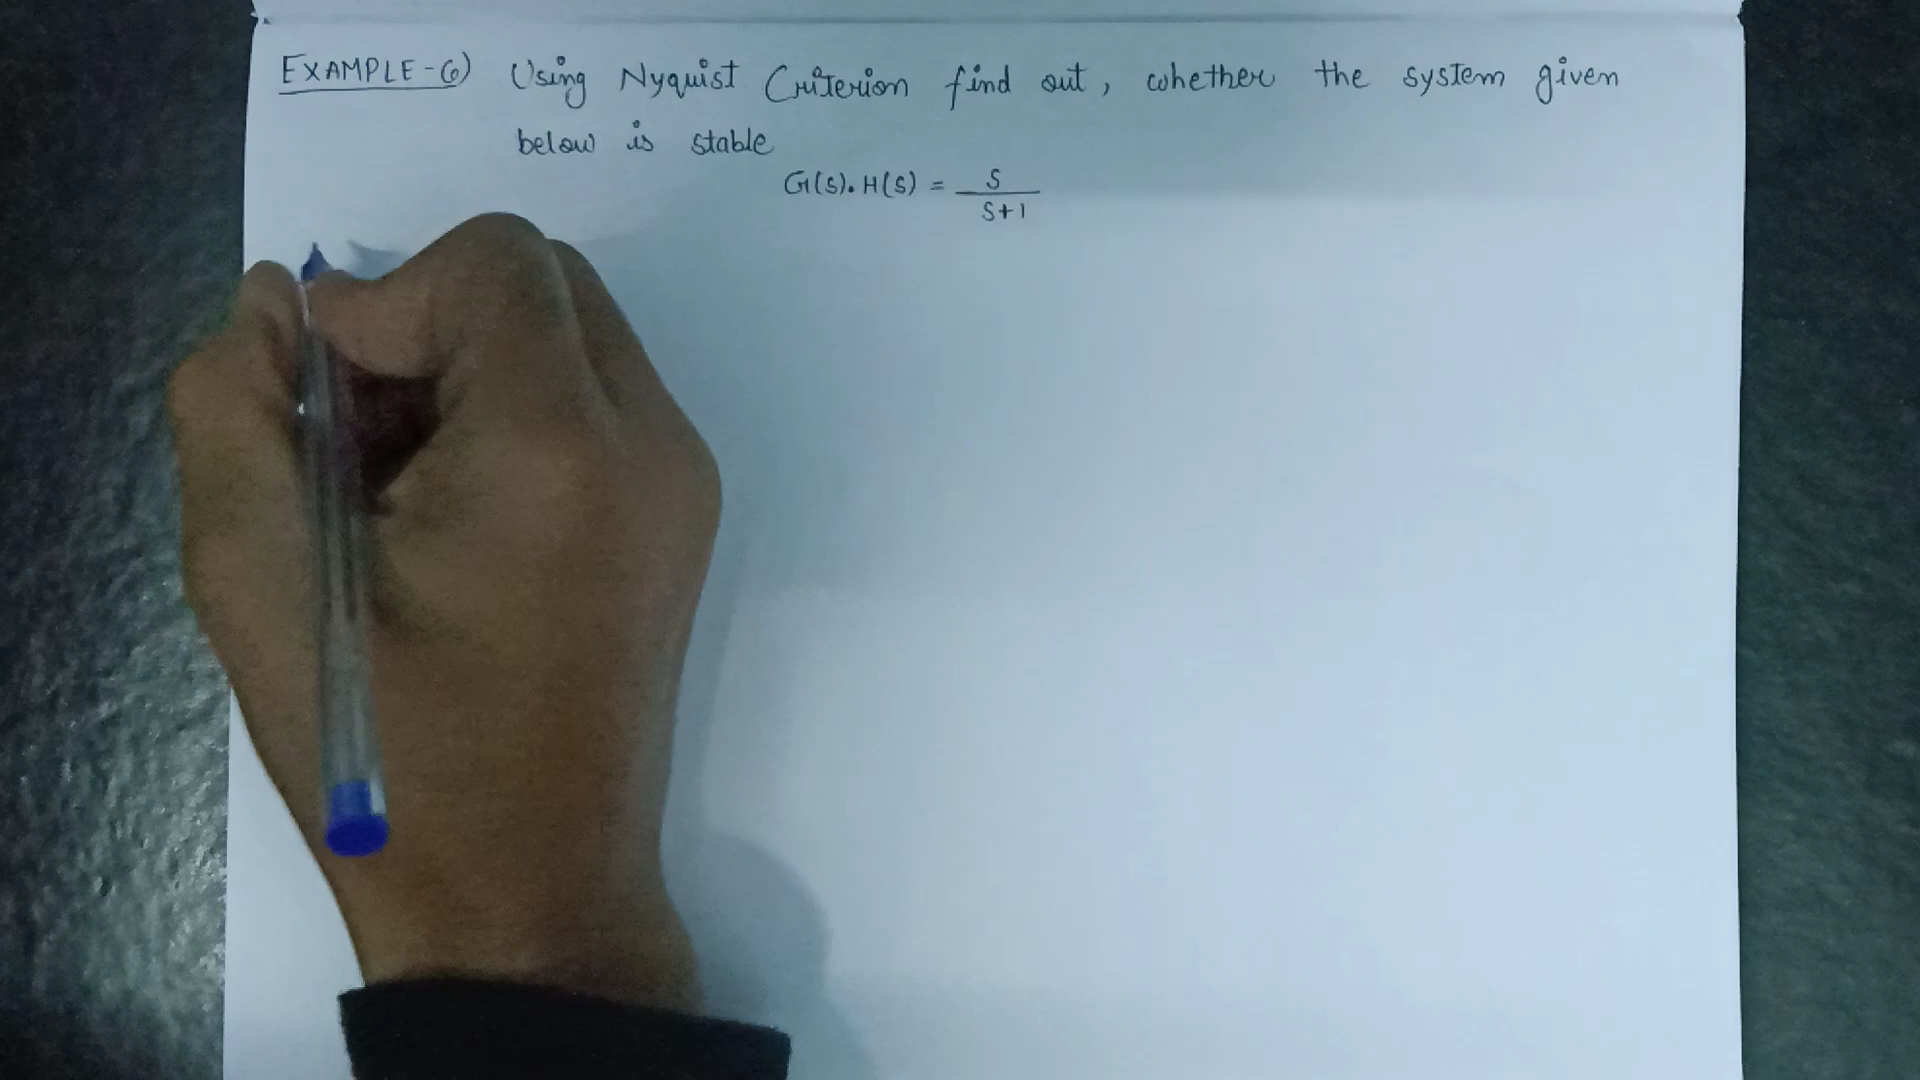 EXAMPLE-6) Using Nyquist Criterion find out, whether the system given
below is stable
G(s).H(s) = s
s+1